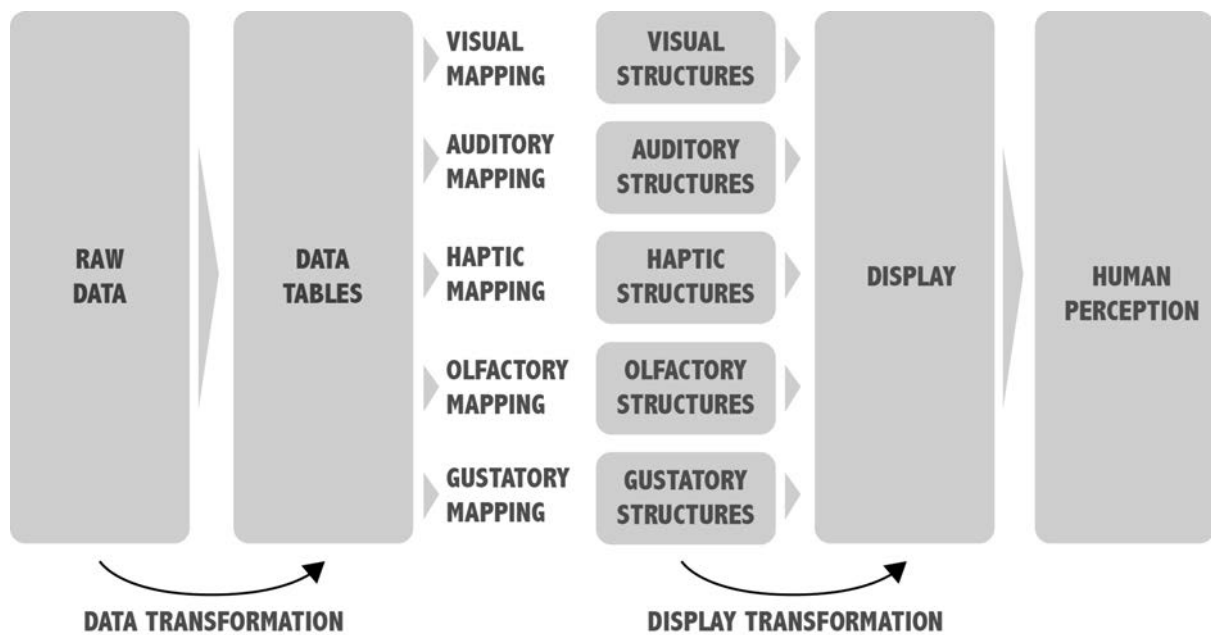 RAW
DATA
DATA
TABLES
VISUAL
MAPPING
AUDITORY
MAPPING
HAPTIC
MAPPING
OLFACTORY
MAPPING
GUSTATORY
MAPPING
VISUAL
STRUCTURES
AUDITORY
STRUCTURES
HAPTIC
STRUCTURES
OLFACTORY
STRUCTURES
GUSTATORY
STRUCTURES
DISPLAY
HUMAN
PERCEPTION
DATA TRANSFORMATION
DISPLAY TRANSFORMATION